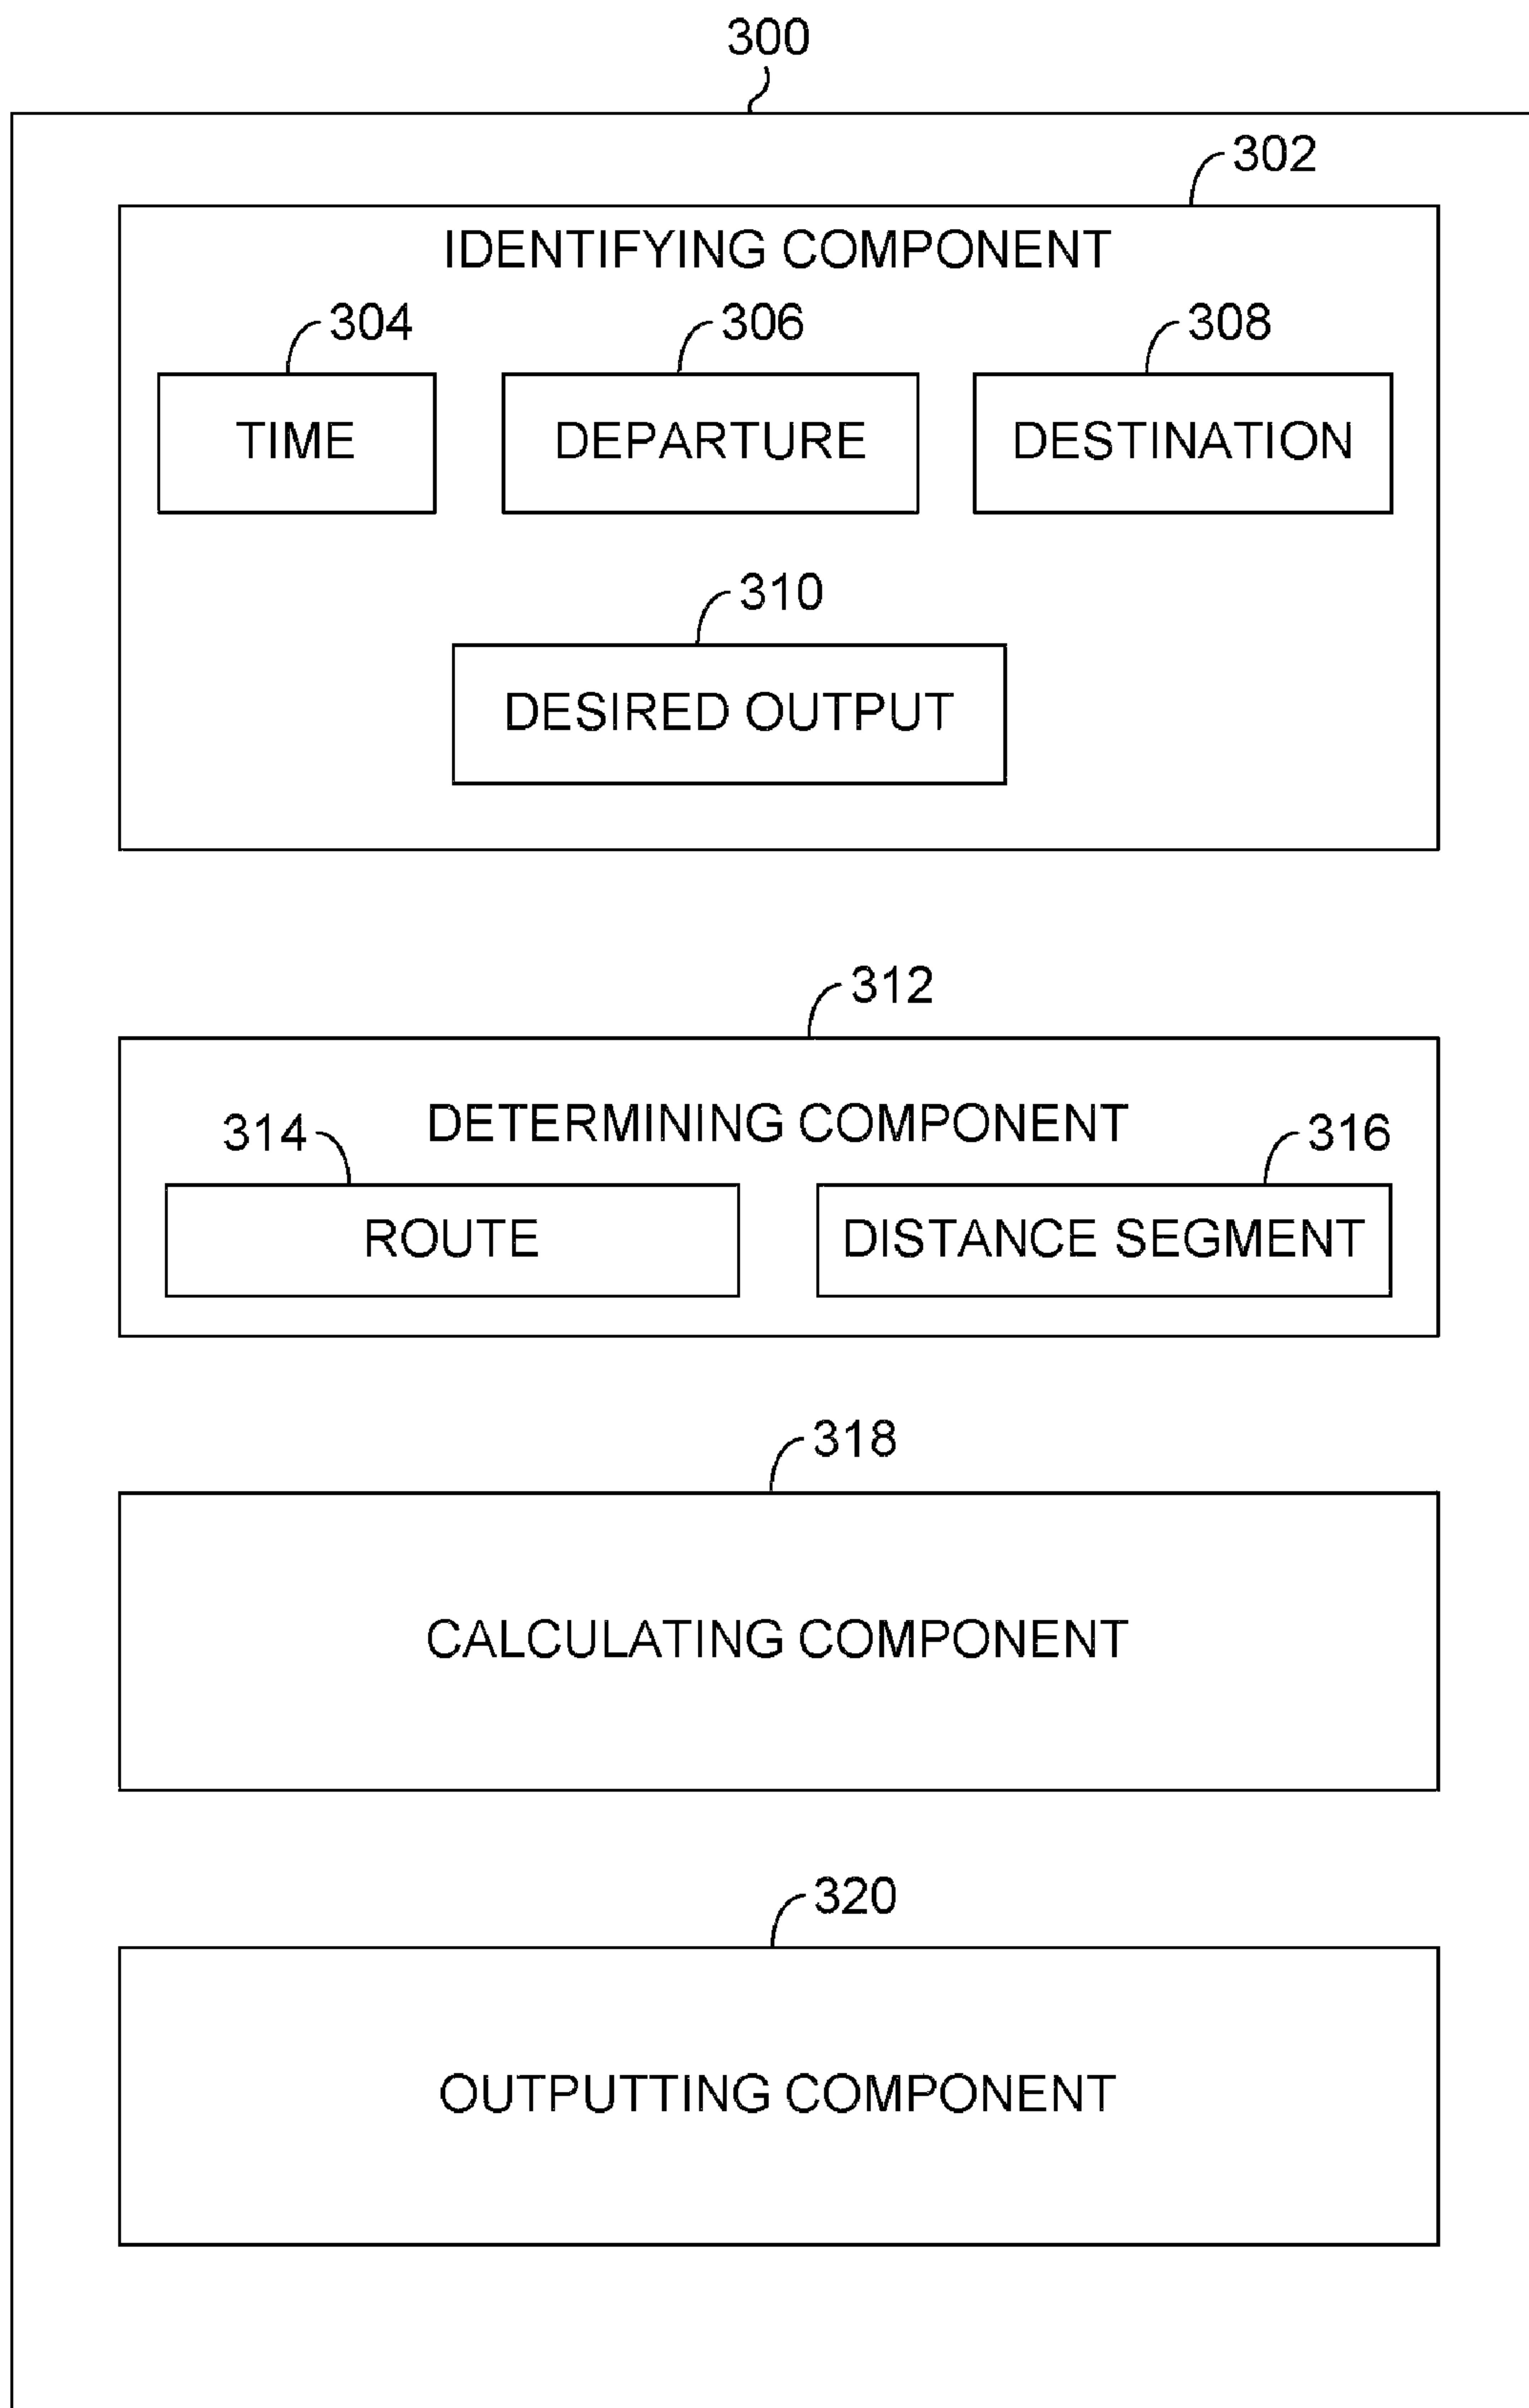 300
302
IDENTIFYING COMPONENT
304 306 308
TIME DEPARTURE DESTINATION
310
DESIRED OUTPUT
312
DETERMINING COMPONENT
314 316
ROUTE DISTANCE SEGMENT
318
CALCULATING COMPONENT
320
OUTPUTTING COMPONENT